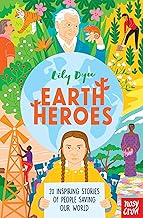 Lily Dyu
EARTH
HEROES
20 INSPIRING STORIES
OF PEOPLE SAVING
OUR WORLD
nosy
crow